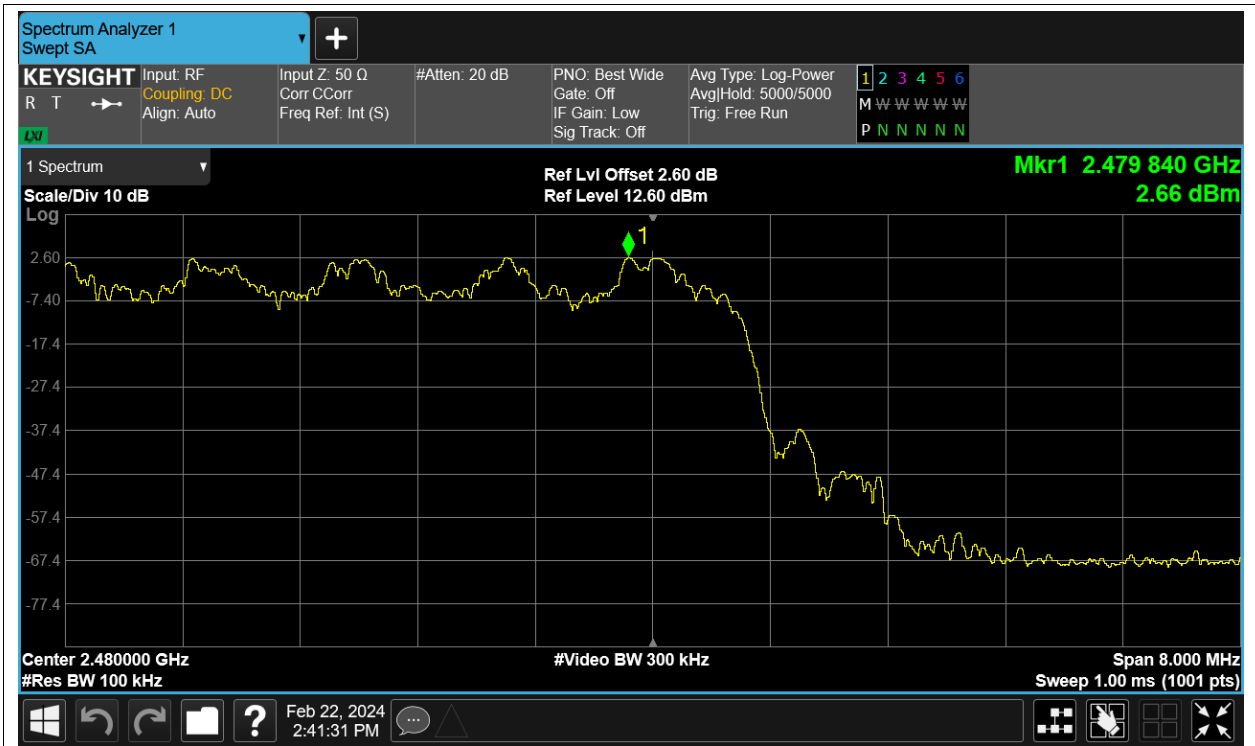 Spectrum Analyzer 1
Swept SA
KEYSIGHT
R T
LXI
Input: RF
Coupling: DC
Align: Auto
Input Z: 50 Ω
Corr CCorr
Freq Ref: Int (S)
#Atten: 20 dB
PNO: Best Wide
Gate: Off
IF Gain: Low
Sig Track: Off
Avg Type: Log-Power
Avg|Hold: 5000/5000
Trig: Free Run
1 2 3 4 5 6
M W W W W W
P N N N N N
1 Spectrum
Scale/Div 10 dB
Ref Lvl Offset 2.60 dB
Ref Level 12.60 dBm
Mkr1 2.479 840 GHz
2.66 dBm
Log
1
2.60
-7.40
-17.4
-27.4
-37.4
-47.4
-57.4
-67.4
-77.4
Center 2.480000 GHz
#Res BW 100 kHz
#Video BW 300 kHz
Span 8.000 MHz
Sweep 1.00 ms (1001 pts)
?
Feb 22, 2024
2:41:31 PM